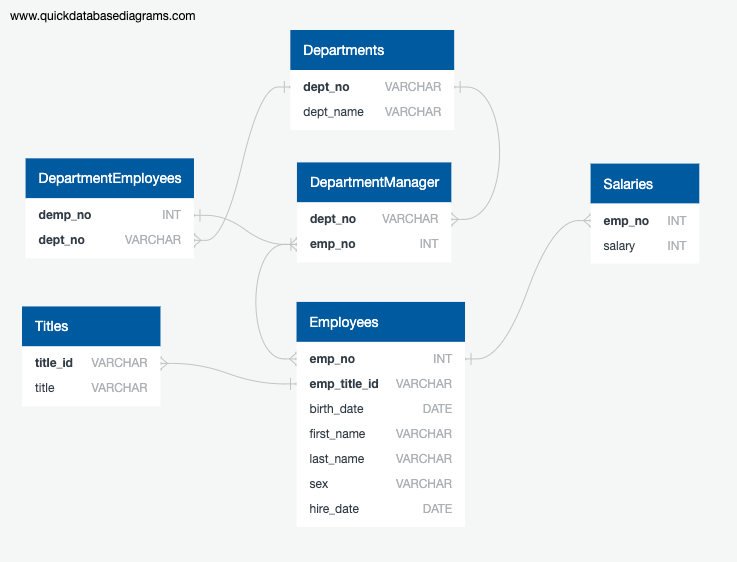 www.quickdatabasediagrams.com
Departments
dept_no VARCHAR
dept_name VARCHAR
DepartmentEmployees
demp_no INT
dept_no VARCHAR
DepartmentManager
dept_no VARCHAR
emp_no INT
Salaries
emp_no INT
salary INT
Titles
title_id VARCHAR
title VARCHAR
Employees
emp_no INT
emp_title_id VARCHAR
birth_date DATE
first_name VARCHAR
last_name VARCHAR
sex VARCHAR
hire_date DATE